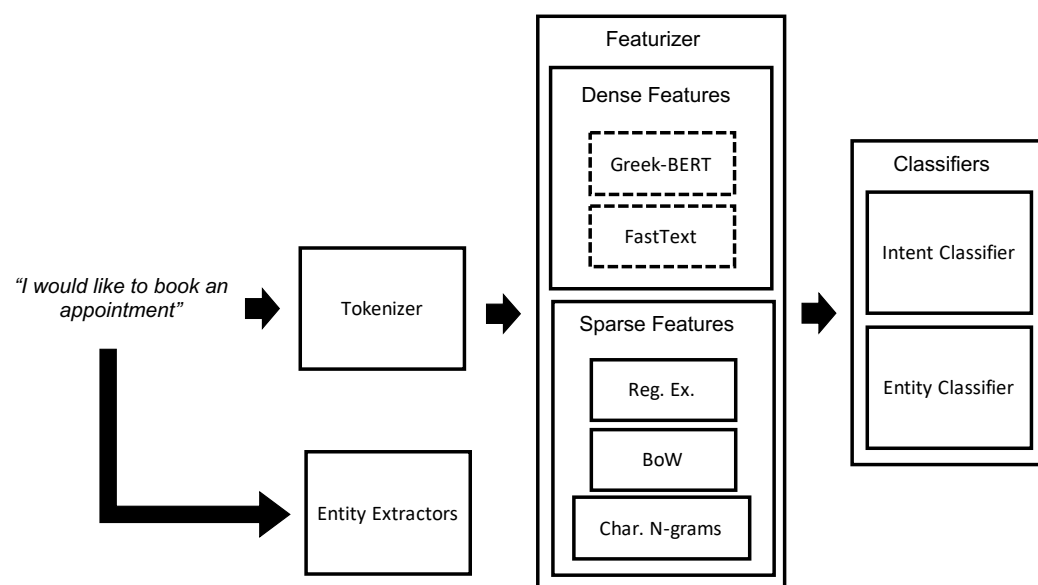 “I would like to book an
appointment”
Tokenizer
Entity Extractors
Featurizer
Dense Features
Greek-BERT
FastText
Sparse Features
Reg. Ex.
BoW
Char. N-grams
Classifiers
Intent Classifier
Entity Classifier